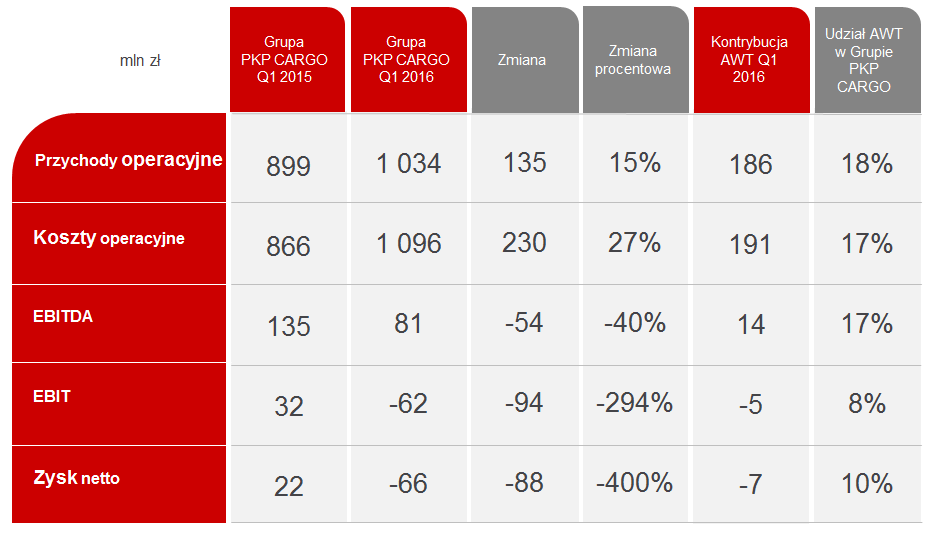 mln zł
Grupa
PKP CARGO
Q1 2015
Grupa
PKP CARGO
Q1 2016
Zmiana
Zmiana
procentowa
Kontrybucja
AWT Q1
2016
Udział AWT
w Grupie
PKP
CARGO
Przychody operacyjne 899 1 034 135 15% 186 18%
Koszty operacyjne 866 1 096 230 27% 191 17%
EBITDA 135 81 -54 -40% 14 17%
EBIT 32 -62 -94 -294% -5 8%
Zysk netto 22 -66 -88 -400% -7 10%